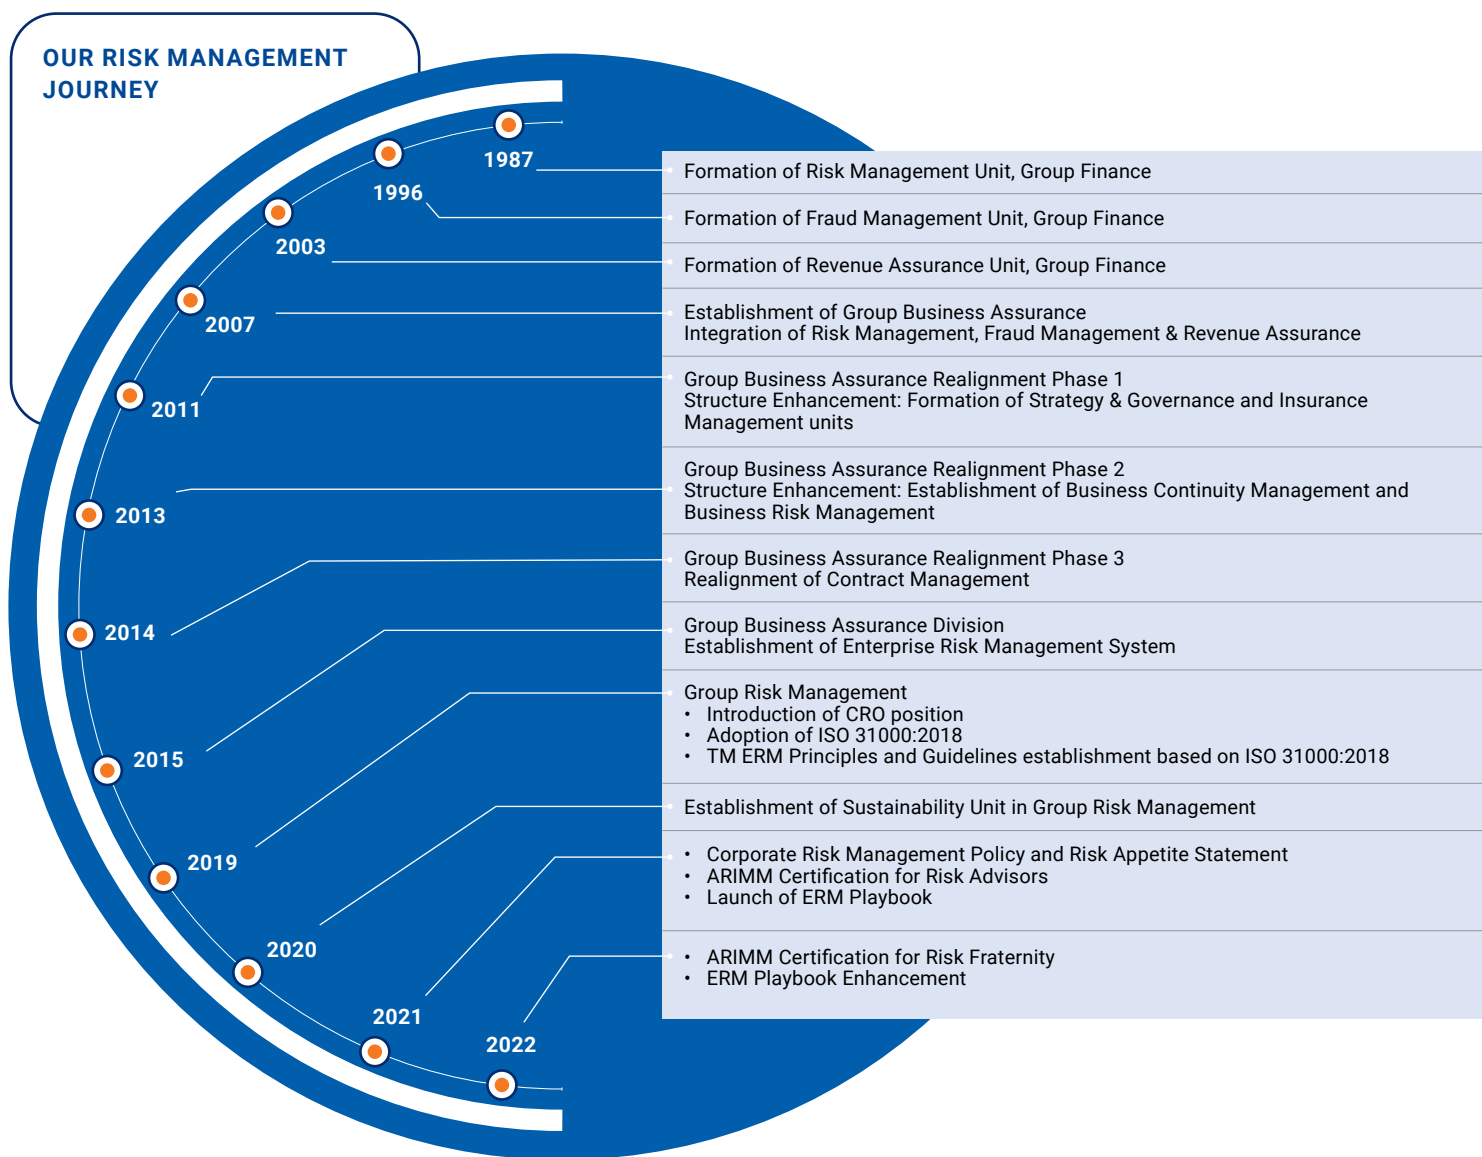 OUR RISK MANAGEMENT
JOURNEY
1987
Formation of Risk Management Unit, Group Finance
1996
Formation of Fraud Management Unit, Group Finance
2003
Formation of Revenue Assurance Unit, Group Finance
2007
Establishment of Group Business Assurance
Integration of Risk Management, Fraud Management & Revenue Assurance
2011
Group Business Assurance Realignment Phase 1
Structure Enhancement: Formation of Strategy & Governance and Insurance
Management units
2013
Group Business Assurance Realignment Phase 2
Structure Enhancement: Establishment of Business Continuity Management and
Business Risk Management
2014
Group Business Assurance Realignment Phase 3
Realignment of Contract Management
2015
Group Business Assurance Division
Establishment of Enterprise Risk Management System
2019
Group Risk Management
• Introduction of CRO position
• Adoption of ISO 31000:2018
• TM ERM Principles and Guidelines establishment based on ISO 31000:2018
2020
Establishment of Sustainability Unit in Group Risk Management
2021
• Corporate Risk Management Policy and Risk Appetite Statement
• ARIMM Certification for Risk Advisors
• Launch of ERM Playbook
2022
• ARIMM Certification for Risk Fraternity
• ERM Playbook Enhancement